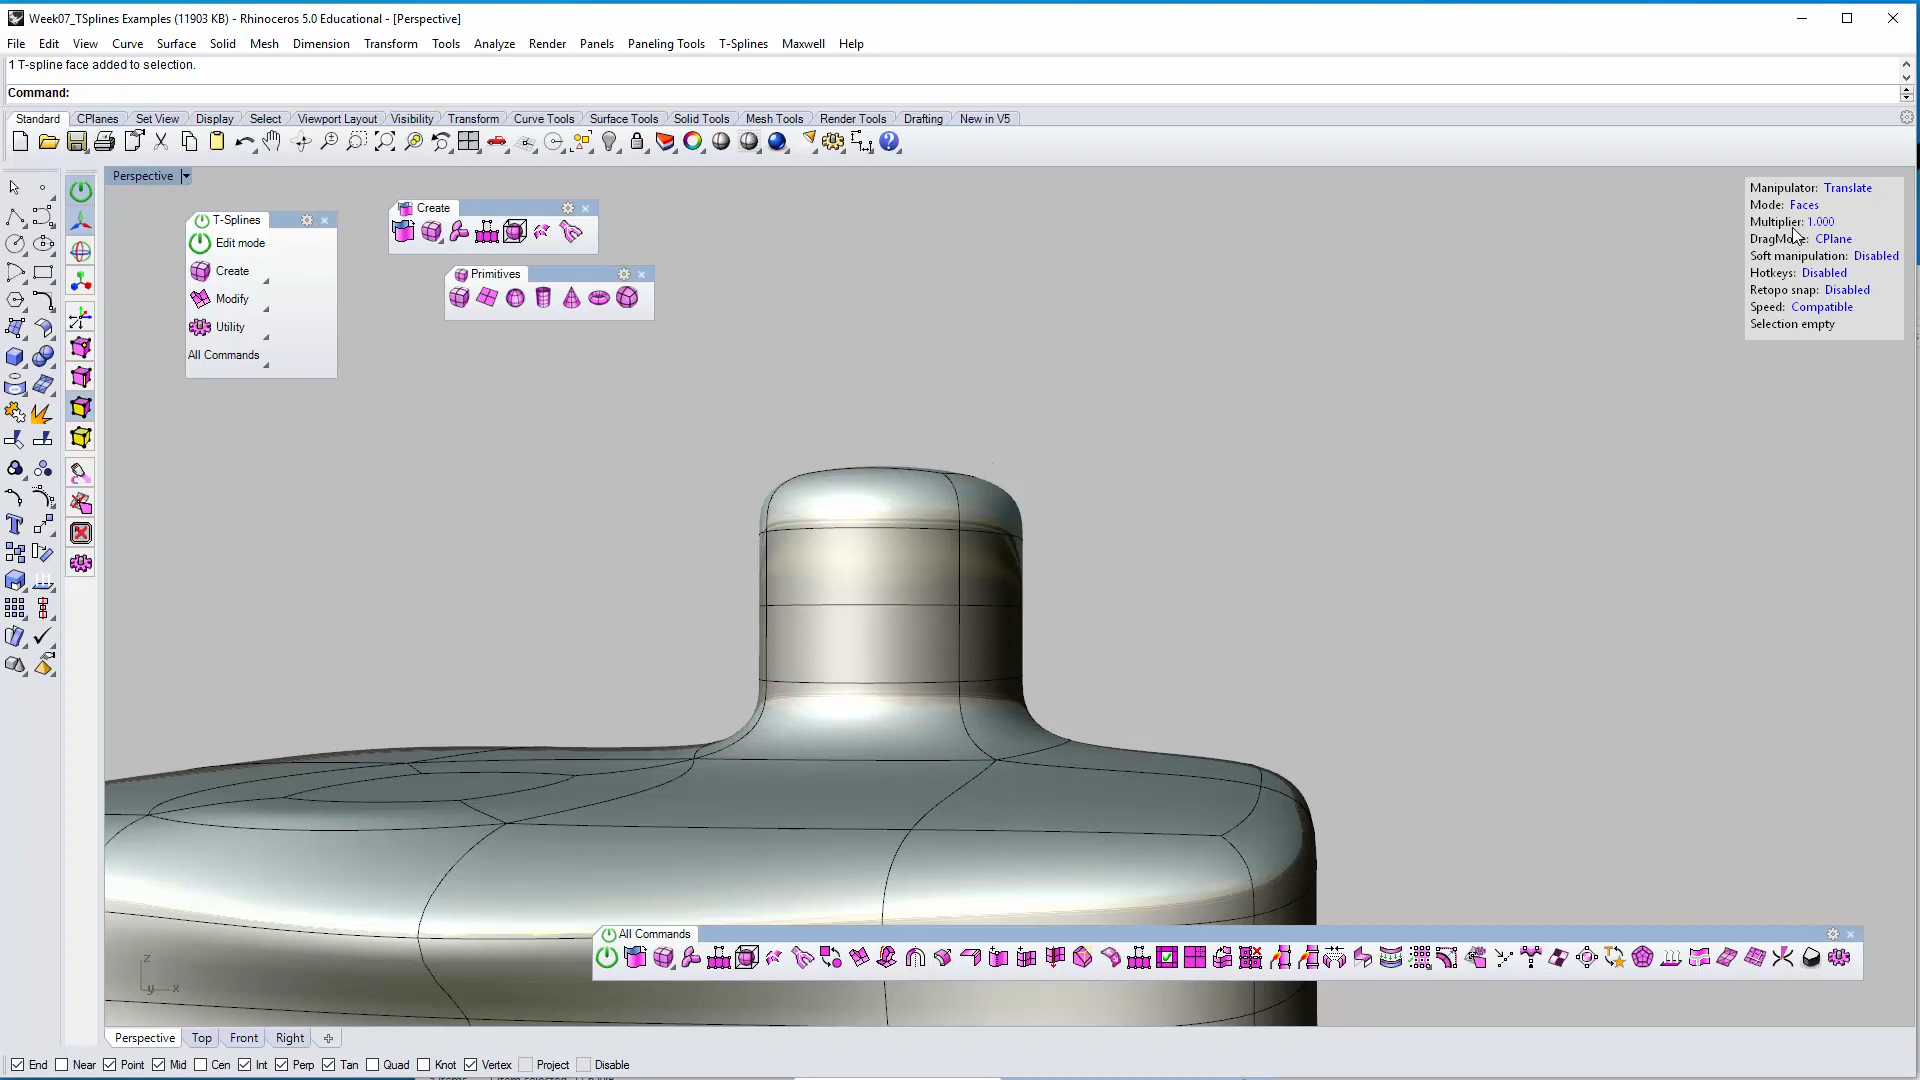 Week07_TSplines Examples (11903 KB) - Rhinoceros 5.0 Educational - [Perspective]
File Edit View Curve Surface Solid Mesh Dimension Transform Tools Analyze Render Panels Paneling Tools T-Splines Maxwell Help
1 T-spline face added to selection.
Command:
Standard CPlanes Set View Display Select Viewport Layout Visibility Transform Curve Tools Surface Tools Solid Tools Mesh Tools Render Tools Drafting New in V5
Perspective
T-Splines
Edit mode
Create
Modify
Utility
All Commands
Create
Primitives
Manipulator: Translate
Mode: Faces
Multiplier: 1.000
DragMode: CPlane
Soft manipulation: Disabled
Hotkeys: Disabled
Retopo snap: Disabled
Speed: Compatible
Selection empty
All Commands
z
y x
Perspective Top Front Right
End Near Point Mid Cen Int Perp Tan Quad Knot Vertex Project Disable